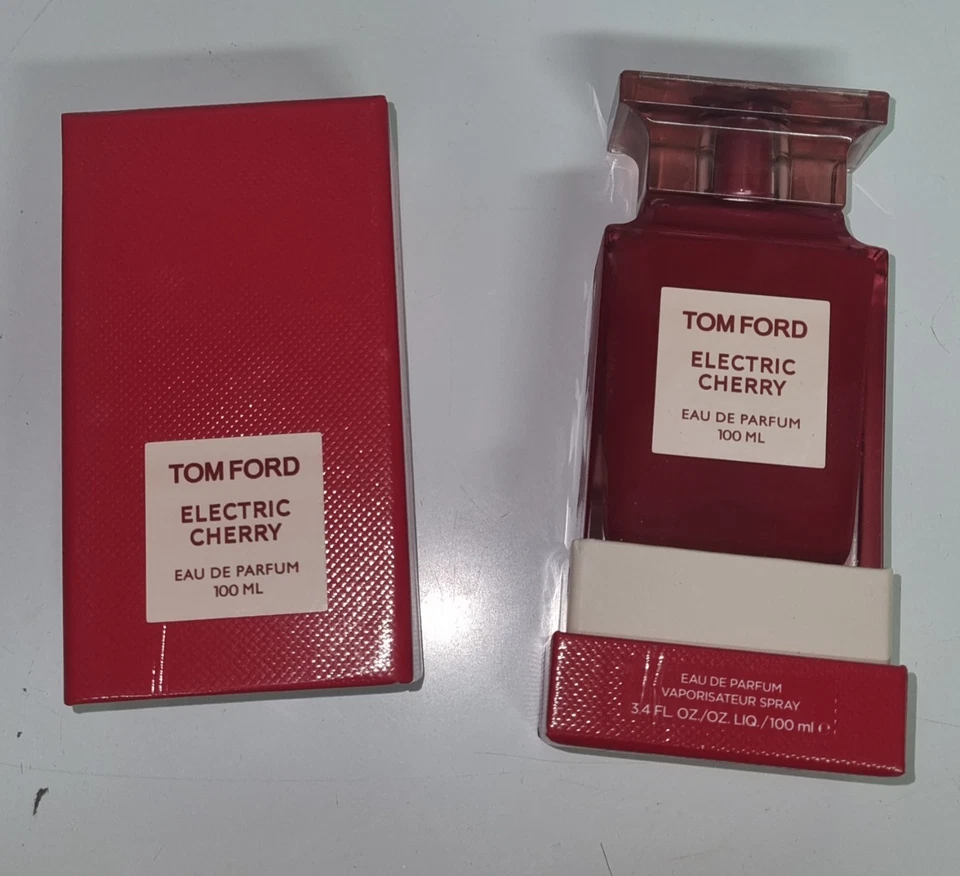 TOM FORD
ELECTRIC
CHERRY
EAU DE PARFUM
100 ML
TOM FORD
ELECTRIC
CHERRY
EAU DE PARFUM
100 ML
EAU DE PARFUM
VAPORISATEUR SPRAY
3.4 FL. OZ./OZ. LIQ./100 ml ℮